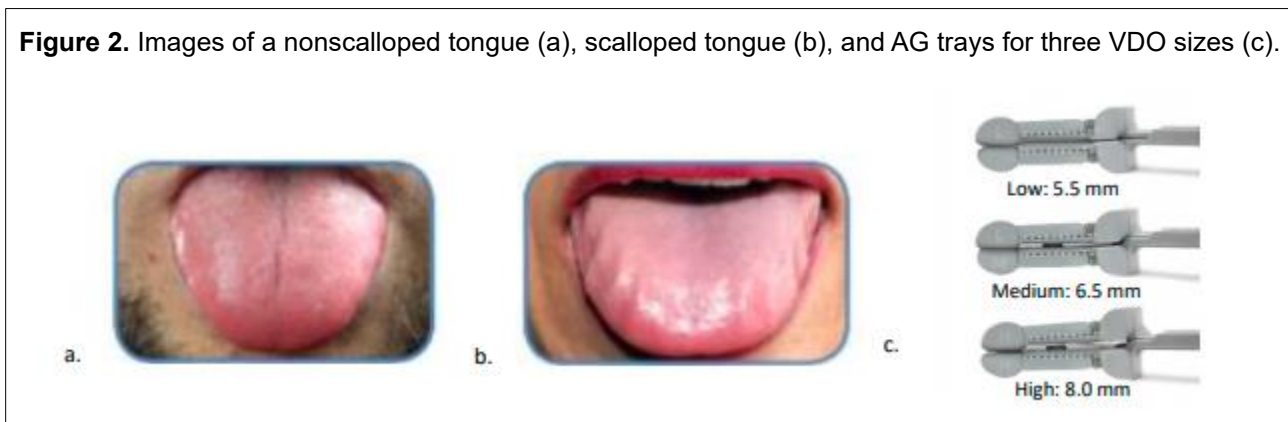 Figure 2. Images of a nonscalloped tongue (a), scalloped tongue (b), and AG trays for three VDO sizes (c).
a.
b.
c.
Low: 5.5 mm
Medium: 6.5 mm
High: 8.0 mm